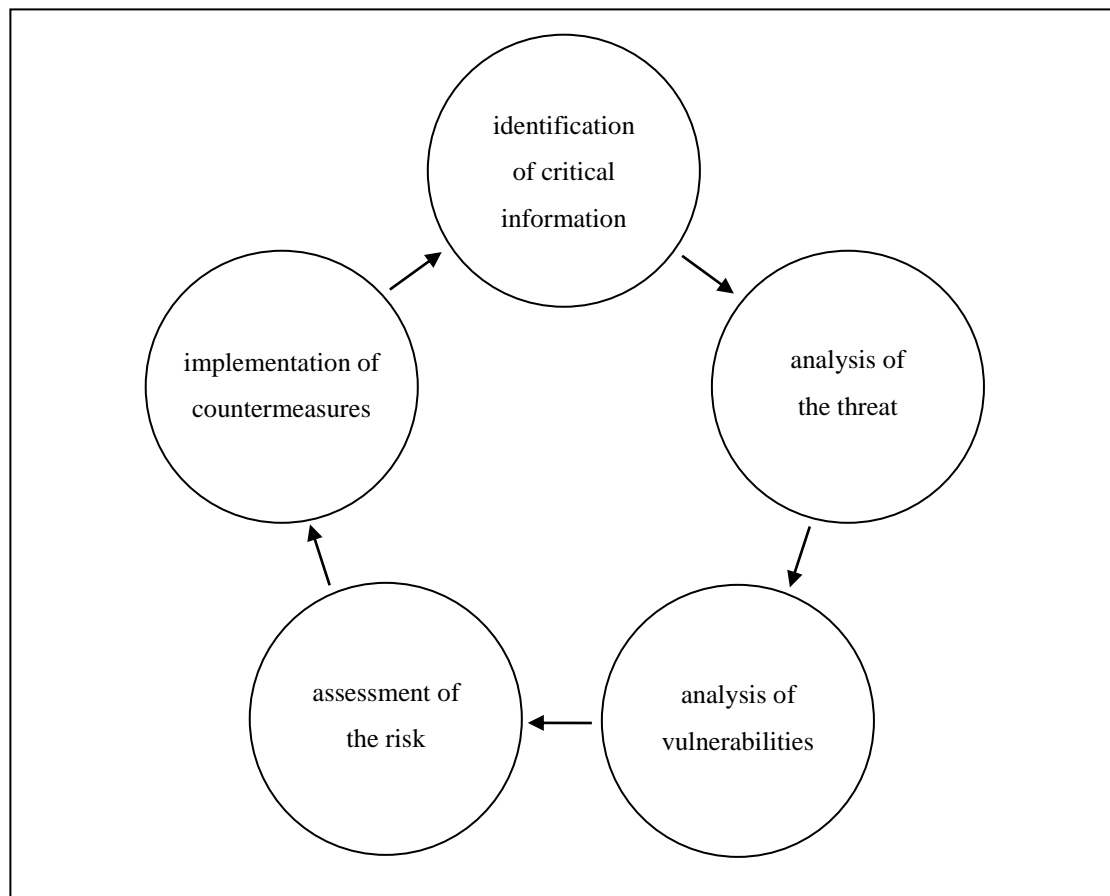 identification
of critical
information
analysis of
the threat
analysis of
vulnerabilities
assessment of
the risk
implementation of
countermeasures